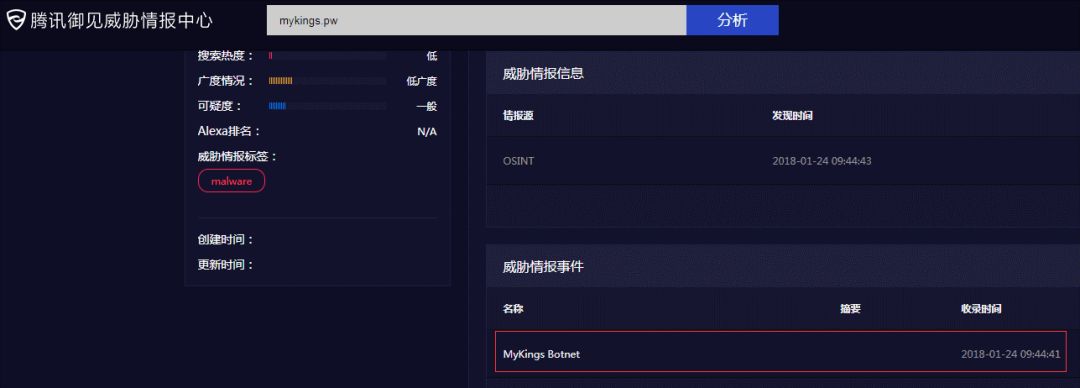 腾讯御见威胁情报中心
mykings.pw
分析
搜索热度： 低
广度情况： 低广度
可疑度： 一般
Alexa排名： N/A
威胁情报标签：
malware
创建时间：
更新时间：
威胁情报信息
情报源 发现时间
OSINT 2018-01-24 09:44:43
威胁情报事件
名称 摘要 收录时间
MyKings Botnet 2018-01-24 09:44:41